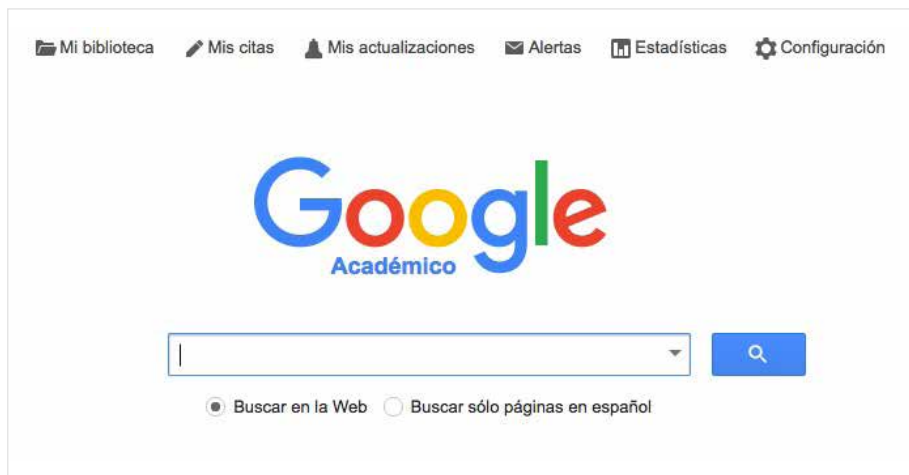 Mi biblioteca Mis citas Mis actualizaciones Alertas Estadísticas Configuración
Google
Académico
Buscar en la Web Buscar sólo páginas en español